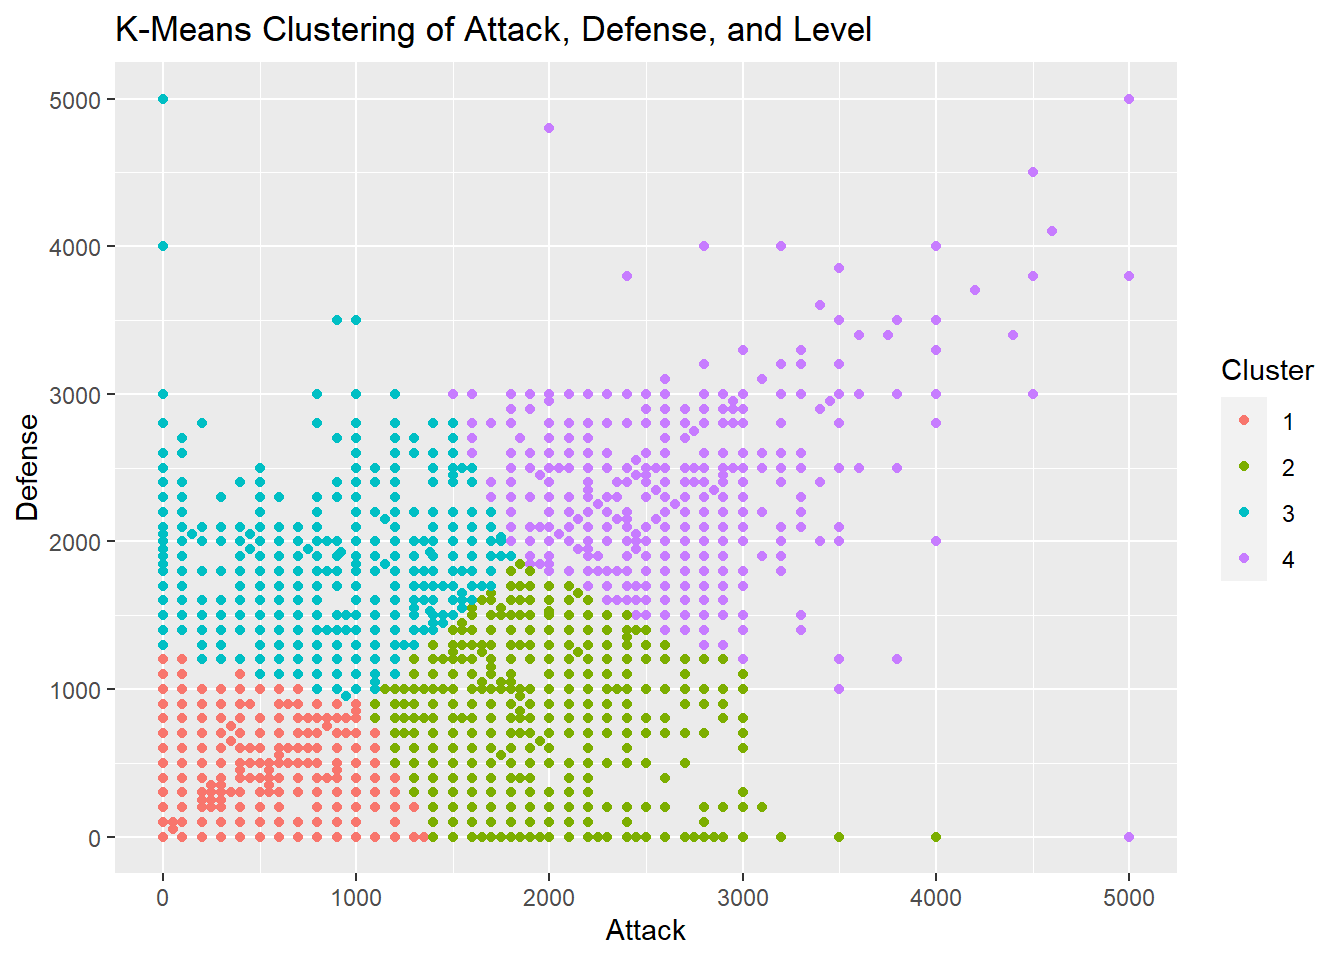 K-Means Clustering of Attack, Defense, and Level
5000
4000
3000
2000
1000
0
Defense
0 1000 2000 3000 4000 5000
Attack
Cluster
1
2
3
4